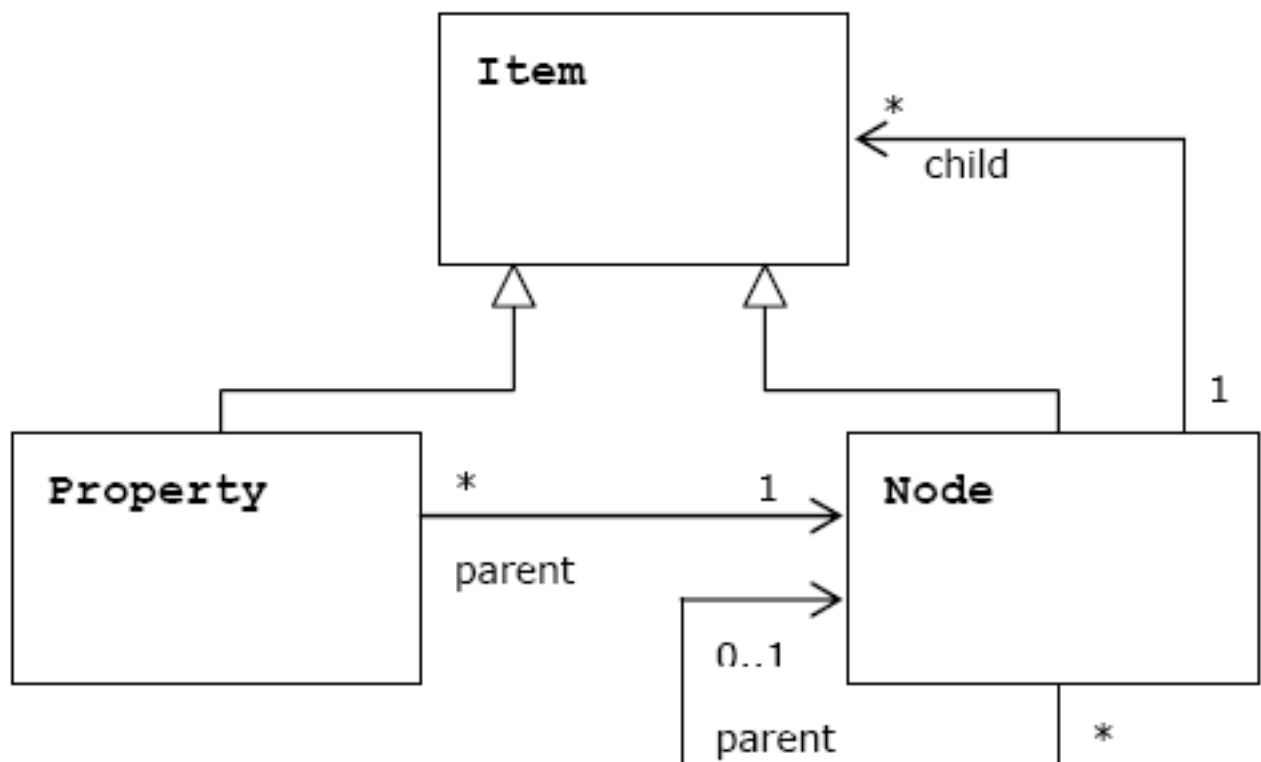 Item
*
child
1
Property
*
1
Node
parent
0..1
parent
*